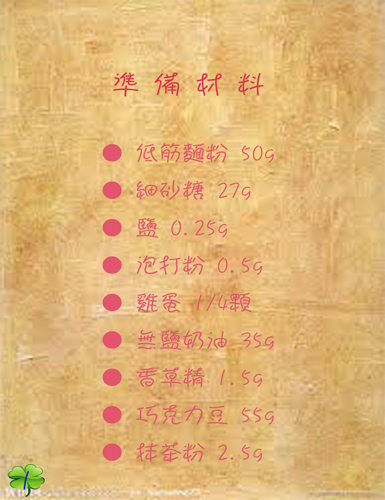 準備材料
● 低筋麵粉 50g
● 細砂糖 27g
● 鹽 0.25g
● 泡打粉 0.5g
● 雞蛋 1/4顆
● 無鹽奶油 35g
● 香草精 1.5g
● 巧克力豆 55g
● 抹茶粉 2.5g